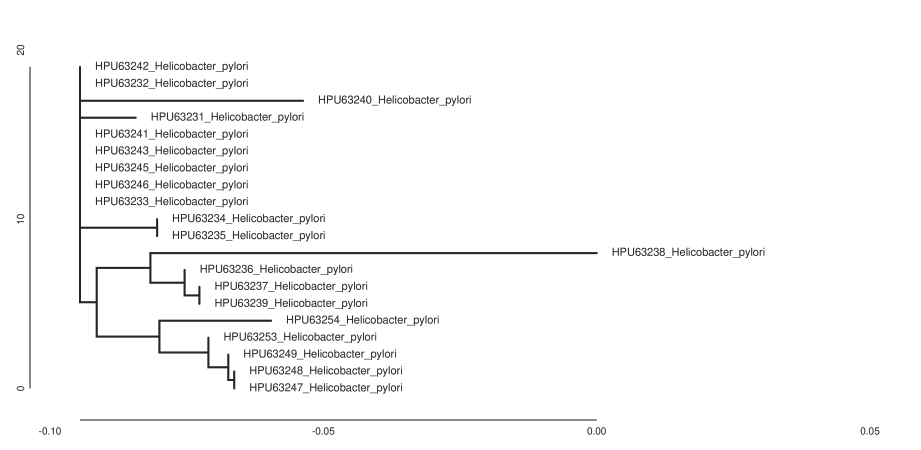 20
HPU63242_Helicobacter_pylori
HPU63232_Helicobacter_pylori
HPU63240_Helicobacter_pylori
HPU63231_Helicobacter_pylori
HPU63241_Helicobacter_pylori
HPU63243_Helicobacter_pylori
HPU63245_Helicobacter_pylori
HPU63246_Helicobacter_pylori
HPU63233_Helicobacter_pylori
10
HPU63234_Helicobacter_pylori
HPU63235_Helicobacter_pylori
HPU63238_Helicobacter_pylori
HPU63236_Helicobacter_pylori
HPU63237_Helicobacter_pylori
HPU63239_Helicobacter_pylori
HPU63254_Helicobacter_pylori
HPU63253_Helicobacter_pylori
HPU63249_Helicobacter_pylori
HPU63248_Helicobacter_pylori
0
HPU63247_Helicobacter_pylori
-0.10 -0.05 0.00 0.05